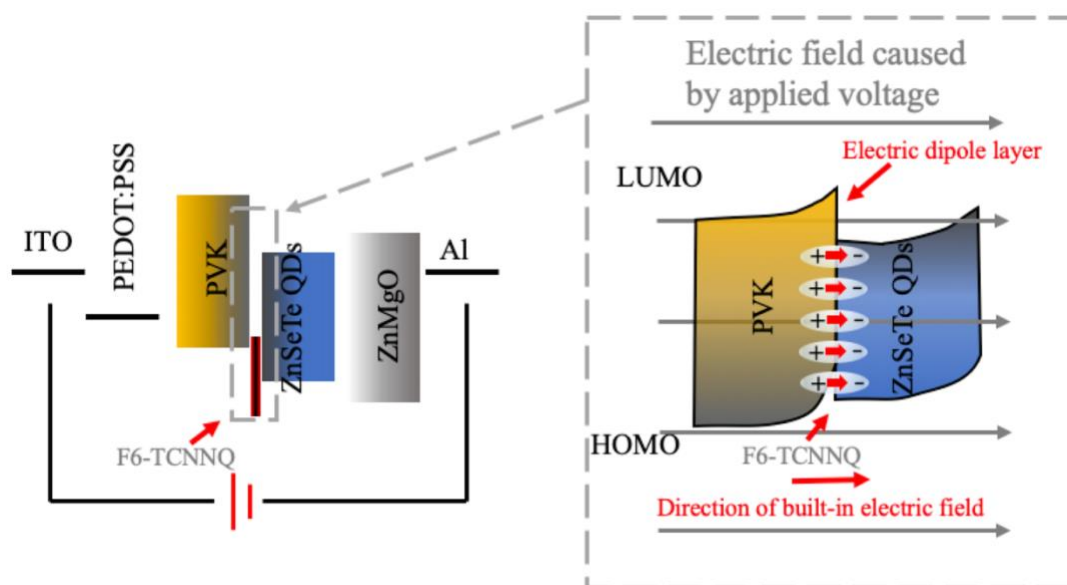 ITO
PEDOT:PSS
PVK
ZnSeTe QDs
ZnMgO
Al
F6-TCNNQ
Electric field caused
by applied voltage
Electric dipole layer
LUMO
+ -
+ -
+ -
+ -
+ -
PVK
ZnSeTe QDs
HOMO
F6-TCNNQ
Direction of built-in electric field